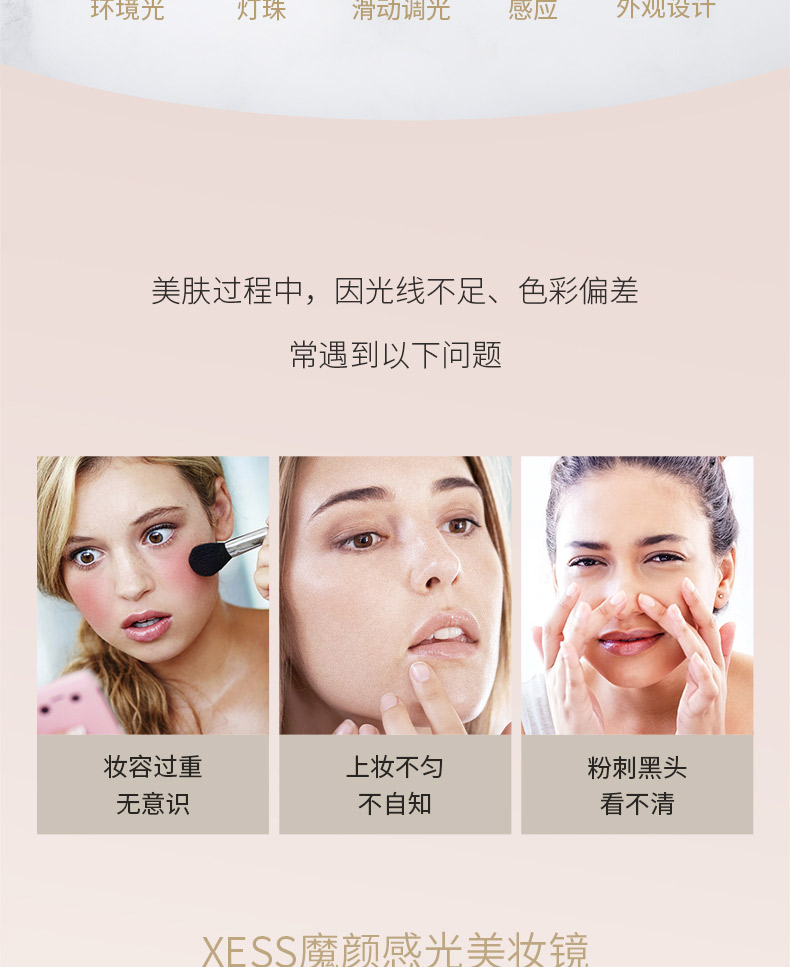 环境光 灯珠 滑动调光 感应 外观设计
美肤过程中，因光线不足、色彩偏差
常遇到以下问题
妆容过重
无意识
上妆不匀
不自知
粉刺黑头
看不清
XESS魔颜感光美妆镜